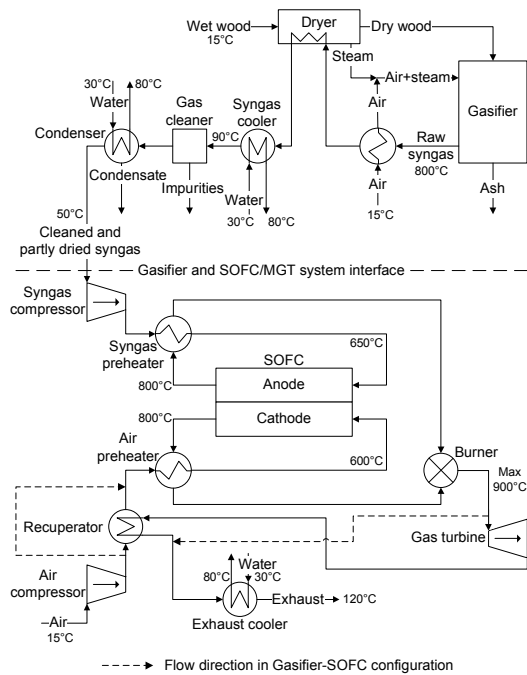 Wet wood
15°C
Dryer
Dry wood
Steam
Air+steam
Air
Gasifier
30°C
80°C
Water
Gas
cleaner
Syngas
cooler
Condenser
90°C
Raw
syngas
800°C
Condensate
Impurities
Water
Air
Ash
50°C
30°C
80°C
15°C
Cleaned and
partly dried syngas
Gasifier and SOFC/MGT system interface
Syngas
compressor
Syngas
preheater
650°C
SOFC
800°C
Anode
800°C
Cathode
Air
preheater
600°C
Burner
Max
900°C
Recuperator
Gas turbine
Air
compressor
Water
80°C
30°C
Exhaust
120°C
–Air
15°C
Exhaust cooler
Flow direction in Gasifier-SOFC configuration